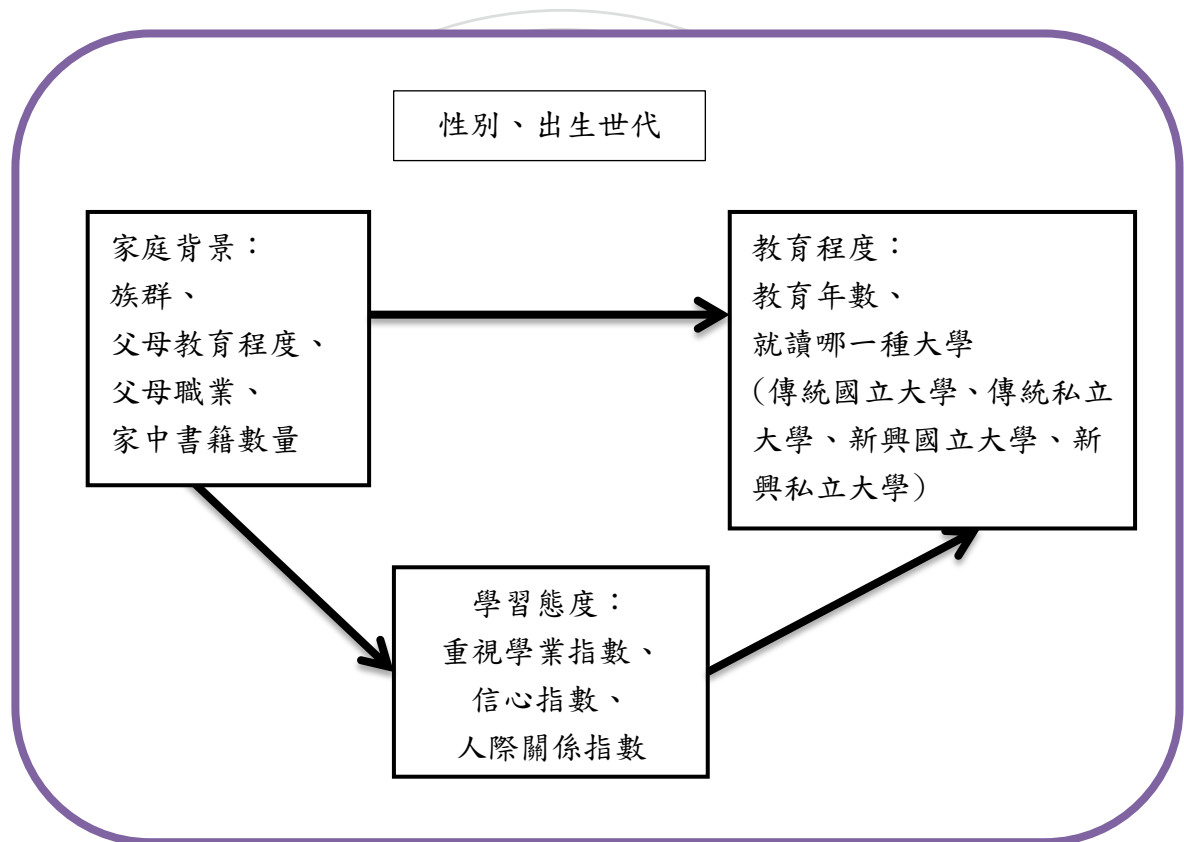 性別、出生世代
家庭背景：
族群、
父母教育程度、
父母職業、
家中書籍數量
教育程度：
教育年數、
就讀哪一種大學
(傳統國立大學、傳統私立
大學、新興國立大學、新
興私立大學)
學習態度：
重視學業指數、
信心指數、
人際關係指數